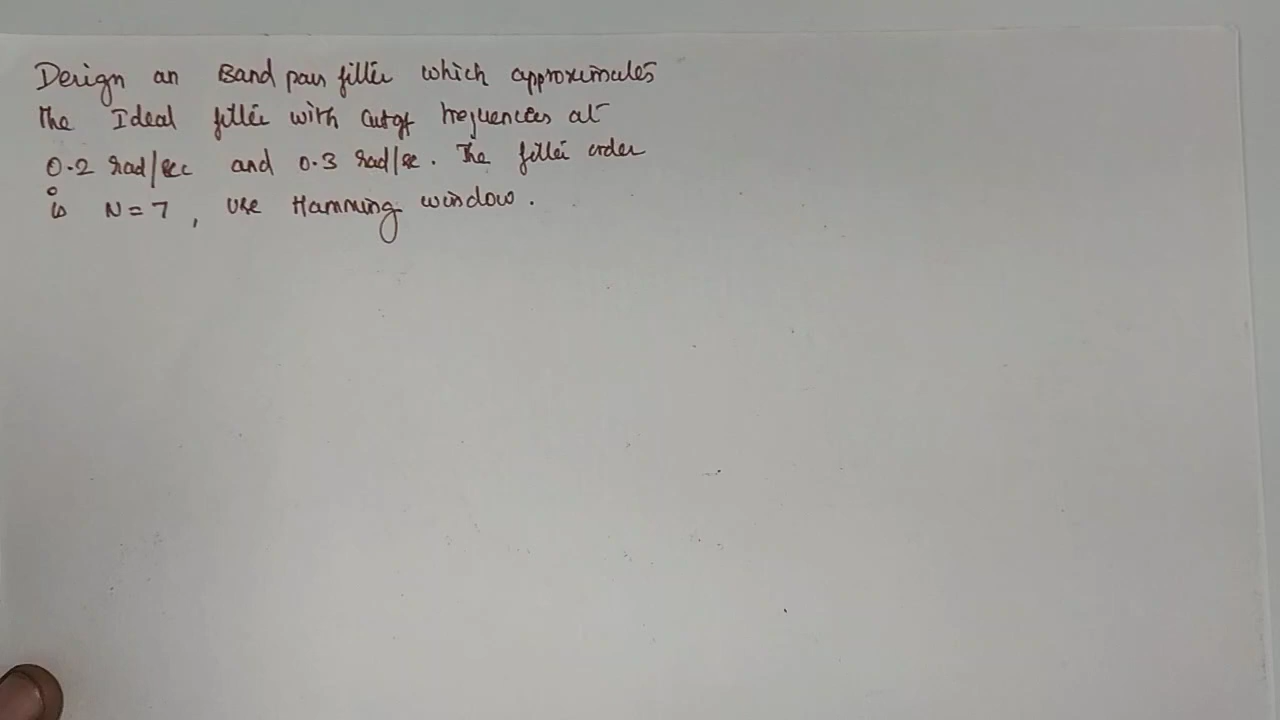 Design an Band pass filter which approximates
the Ideal filter with cutoff frequencies at
0.2 rad/sec and 0.3 rad/sec. The filter order
is N = 7, use Hamming window.